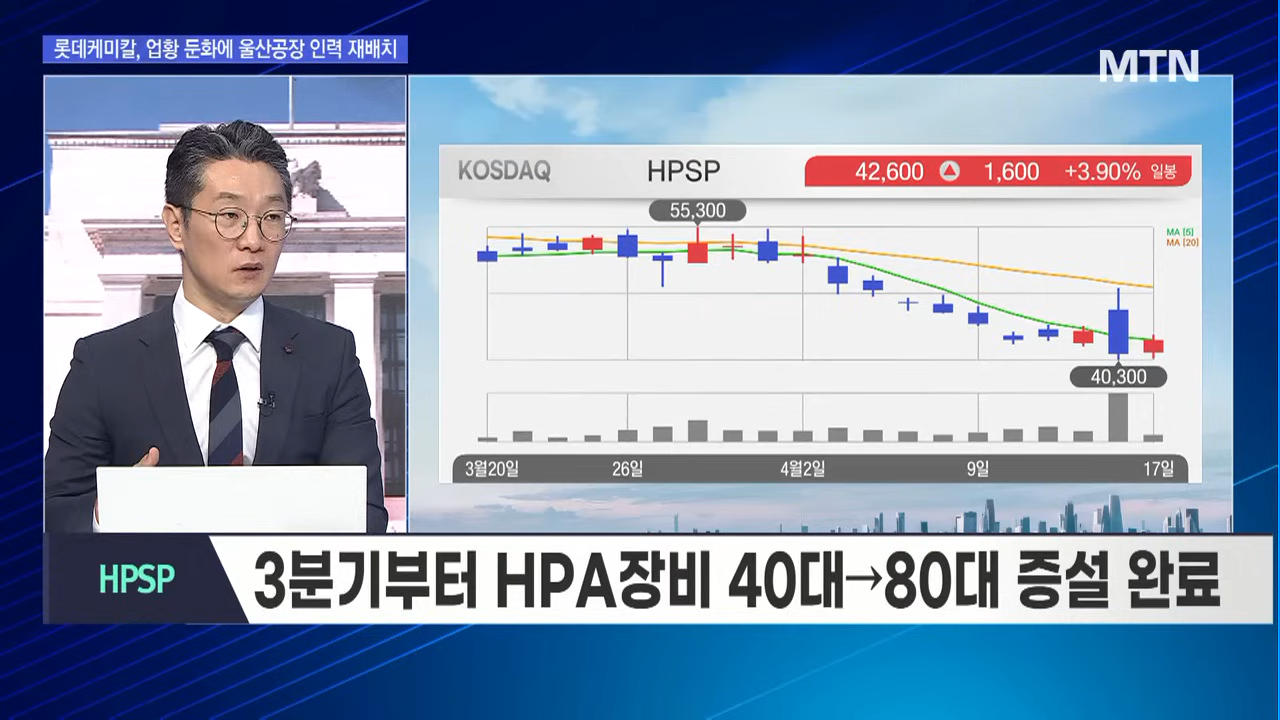 롯데케미칼, 업황 둔화에 울산공장 인력 재배치
MTN
KOSDAQ HPSP 42,600 1,600 +3.90% 일봉
55,300
MA [5]
MA [20]
40,300
3월20일 26일 4월2일 9일 17일
HPSP 3분기부터 HPA장비 40대→80대 증설 완료